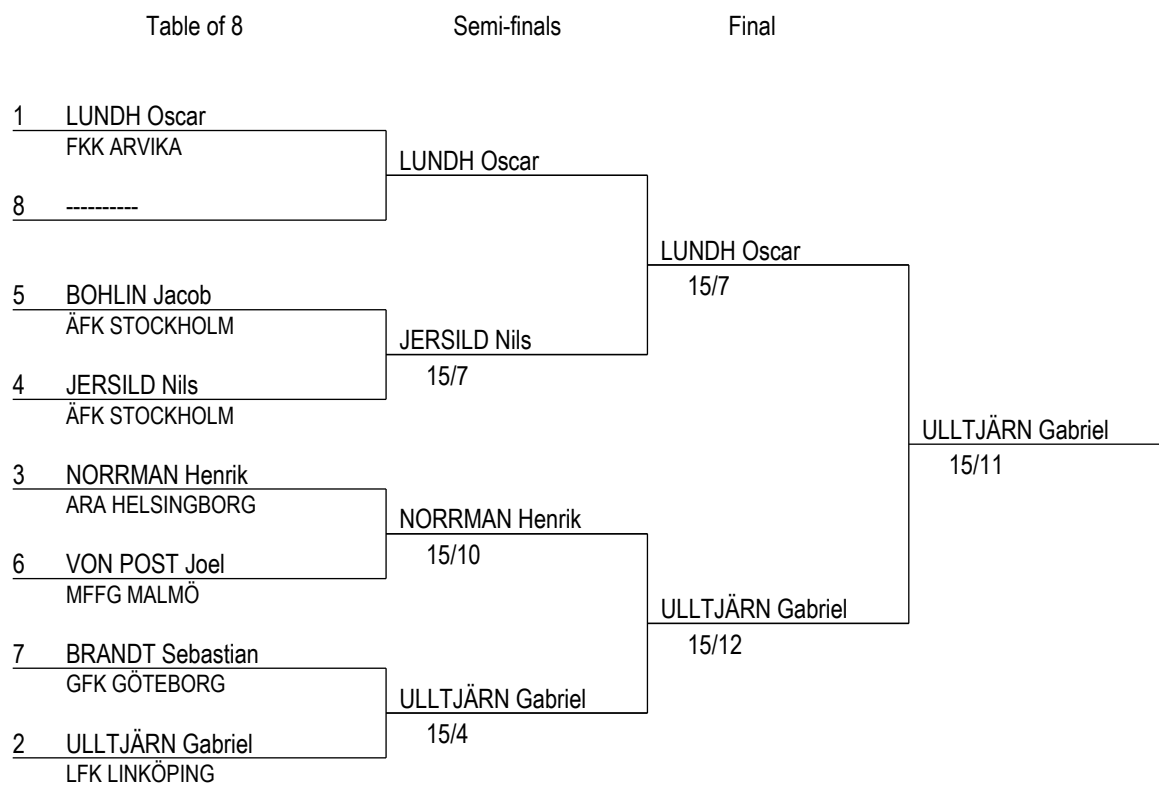 Table of 8 Semi-finals Final
1 LUNDH Oscar
FKK ARVIKA
LUNDH Oscar
8 ----------
LUNDH Oscar
15/7
5 BOHLIN Jacob
ÄFK STOCKHOLM
JERSILD Nils
15/7
4 JERSILD Nils
ÄFK STOCKHOLM
ULLTJÄRN Gabriel
15/11
3 NORRMAN Henrik
ARA HELSINGBORG
NORRMAN Henrik
15/10
6 VON POST Joel
MFFG MALMÖ
ULLTJÄRN Gabriel
15/12
7 BRANDT Sebastian
GFK GÖTEBORG
ULLTJÄRN Gabriel
15/4
2 ULLTJÄRN Gabriel
LFK LINKÖPING